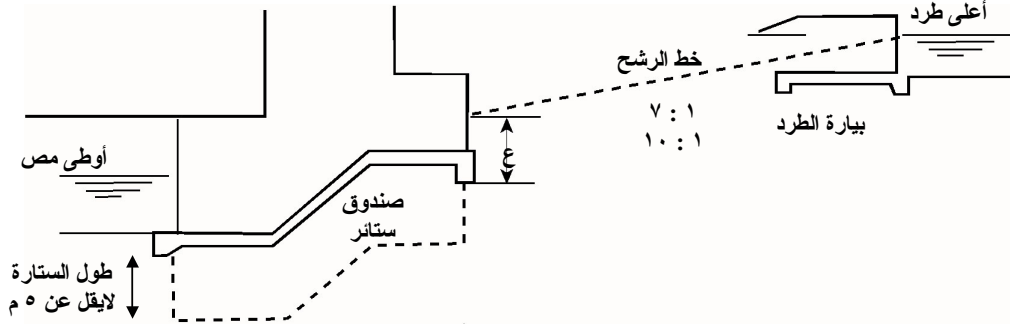 أعلى طرد
خط الرشح
٧ : ١
١٠ : ١
بيارة الطرد
أوطى مص
ع
صندوق
ستائر
طول الستارة
لايقل عن ٥ م